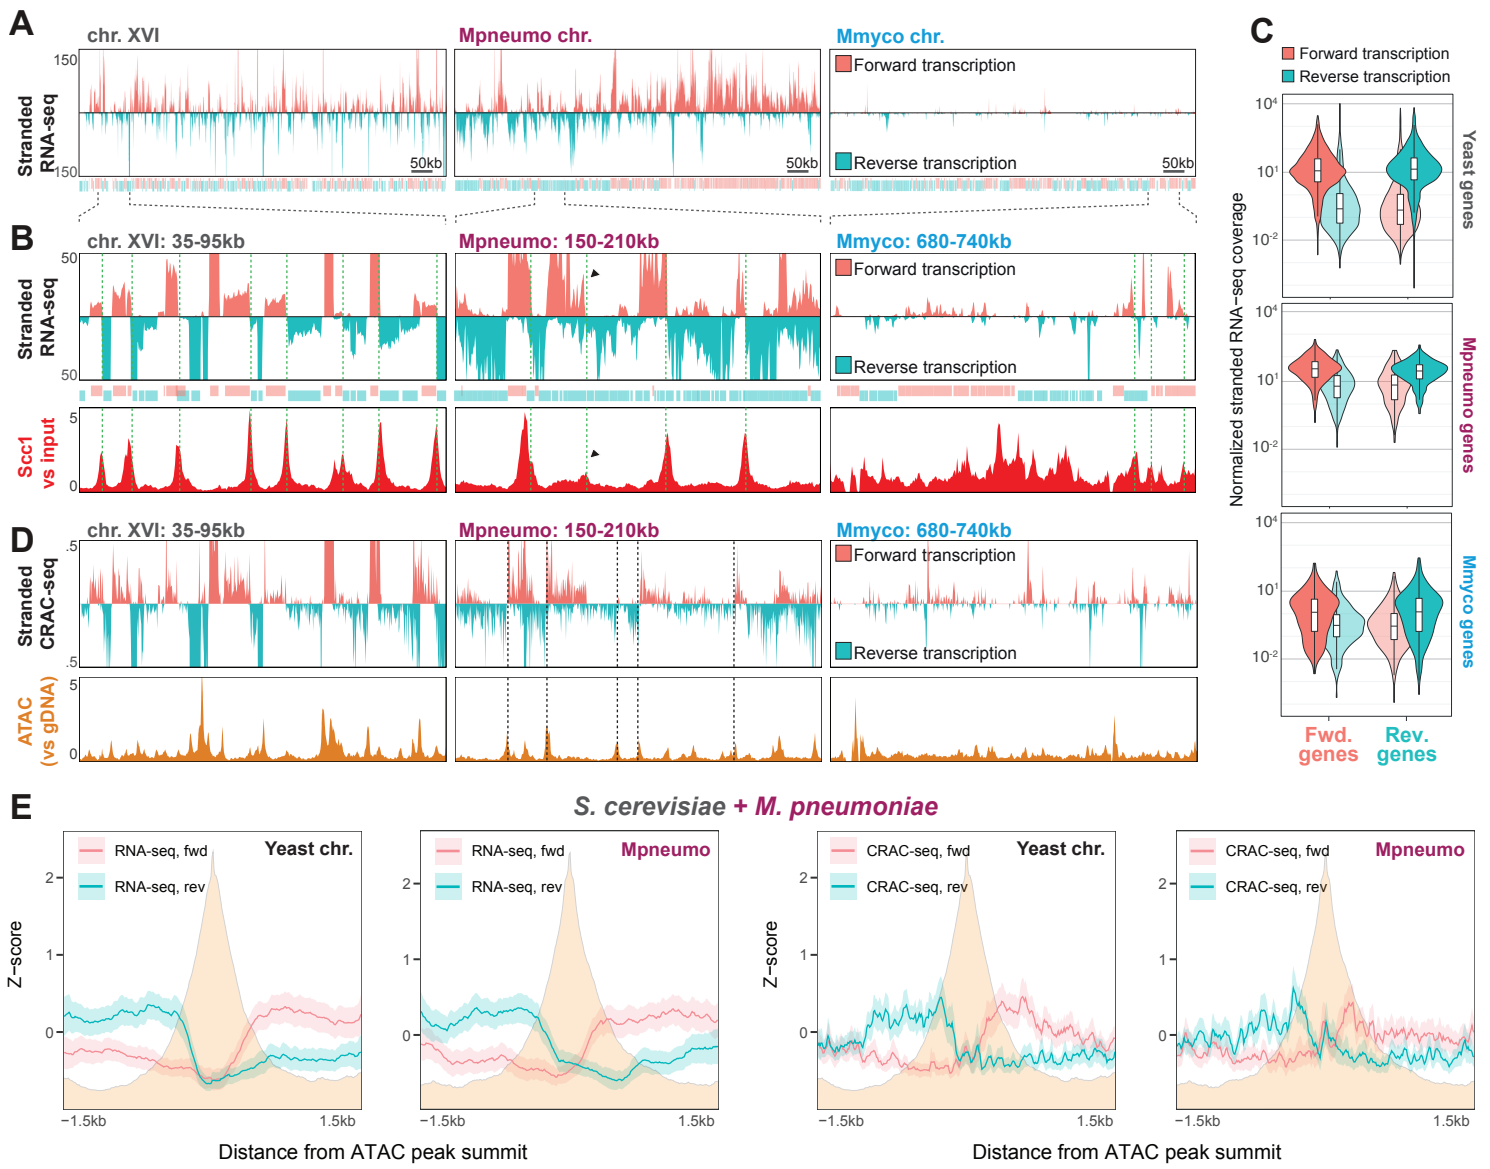 A
chr. XVI
Mpneumo chr.
Mmyco chr.
Stranded
RNA-seq
150
150
50kb
50kb
Forward transcription
Reverse transcription
50kb
B
chr. XVI: 35-95kb
Mpneumo: 150-210kb
Mmyco: 680-740kb
Stranded
RNA-seq
50
50
Forward transcription
Reverse transcription
Scc1
vs input
5
0
C
Forward transcription
Reverse transcription
Normalized stranded RNA−seq coverage
10⁴
10¹
10⁻²
Yeast genes
10⁴
10¹
10⁻²
Mpneumo genes
10⁴
10¹
10⁻²
Mmyco genes
Fwd.
genes
Rev.
genes
D
chr. XVI: 35-95kb
Mpneumo: 150-210kb
Mmyco: 680-740kb
Stranded
CRAC-seq
.5
.5
Forward transcription
Reverse transcription
ATAC
(vs gDNA)
5
0
E
S. cerevisiae + M. pneumoniae
Z−score
2
1
0
RNA-seq, fwd
RNA-seq, rev
Yeast chr.
−1.5kb
1.5kb
2
1
0
RNA-seq, fwd
RNA-seq, rev
Mpneumo
−1.5kb
1.5kb
Distance from ATAC peak summit
Z−score
2
1
0
CRAC-seq, fwd
CRAC-seq, rev
Yeast chr.
−1.5kb
1.5kb
2
1
0
CRAC-seq, fwd
CRAC-seq, rev
Mpneumo
−1.5kb
1.5kb
Distance from ATAC peak summit